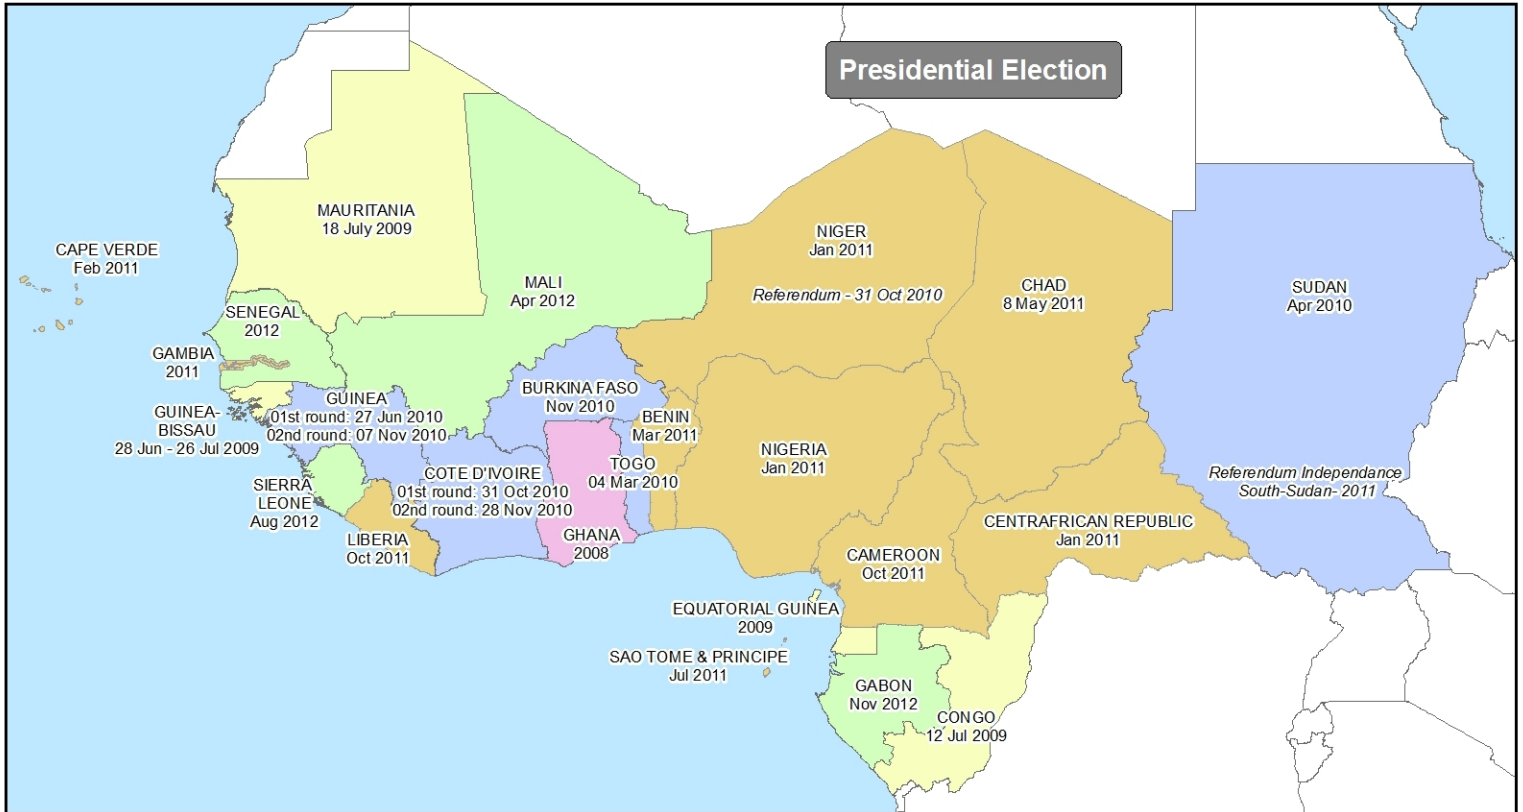 Presidential Election
MAURITANIA
18 July 2009
CAPE VERDE
Feb 2011
NIGER
Jan 2011
Referendum - 31 Oct 2010
CHAD
8 May 2011
SUDAN
Apr 2010
MALI
Apr 2012
SENEGAL
2012
GAMBIA
2011
GUINEA-
BISSAU
28 Jun - 26 Jul 2009
GUINEA
01st round: 27 Jun 2010
02nd round: 07 Nov 2010
BURKINA FASO
Nov 2010
BENIN
Mar 2011
NIGERIA
Jan 2011
TOGO
04 Mar 2010
COTE D'IVOIRE
01st round: 31 Oct 2010
02nd round: 28 Nov 2010
SIERRA
LEONE
Aug 2012
LIBERIA
Oct 2011
GHANA
2008
Referendum Independance
South-Sudan- 2011
CENTRAFRICAN REPUBLIC
Jan 2011
CAMEROON
Oct 2011
EQUATORIAL GUINEA
2009
SAO TOME & PRINCIPE
Jul 2011
GABON
Nov 2012
CONGO
12 Jul 2009